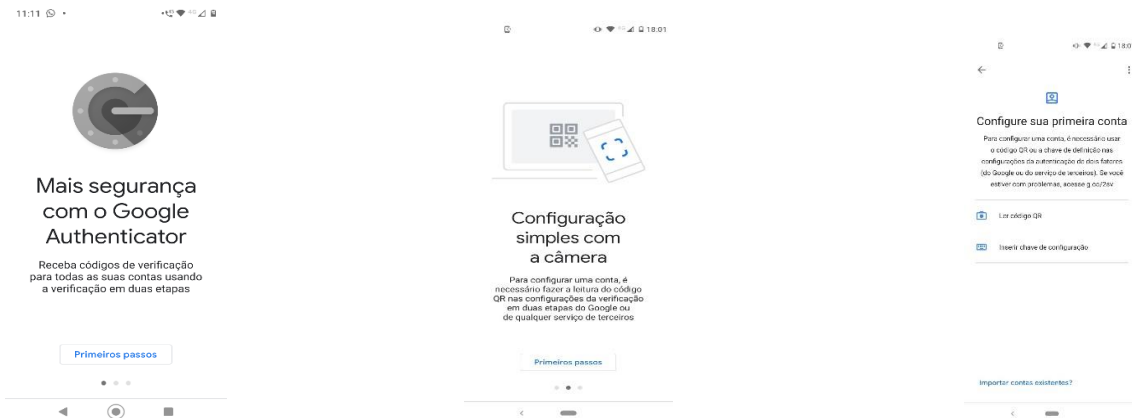 11:11
4G
Mais segurança
com o Google
Authenticator
Receba códigos de verificação
para todas as suas contas usando
a verificação em duas etapas
Primeiros passos
18:01
Configuração
simples com
a câmera
Para configurar uma conta, é
necessário fazer a leitura do código
QR nas configurações da verificação
em duas etapas do Google ou
de qualquer serviço de terceiros
Primeiros passos
18:0
Configure sua primeira conta
Para configurar uma conta, é necessário usar
o código QR ou a chave de definição nas
configurações da autenticação de dois fatores
(do Google ou do serviço de terceiros). Se você
estiver com problemas, acesse g.co/2sv
Ler código QR
Inserir chave de configuração
Importar contas existentes?